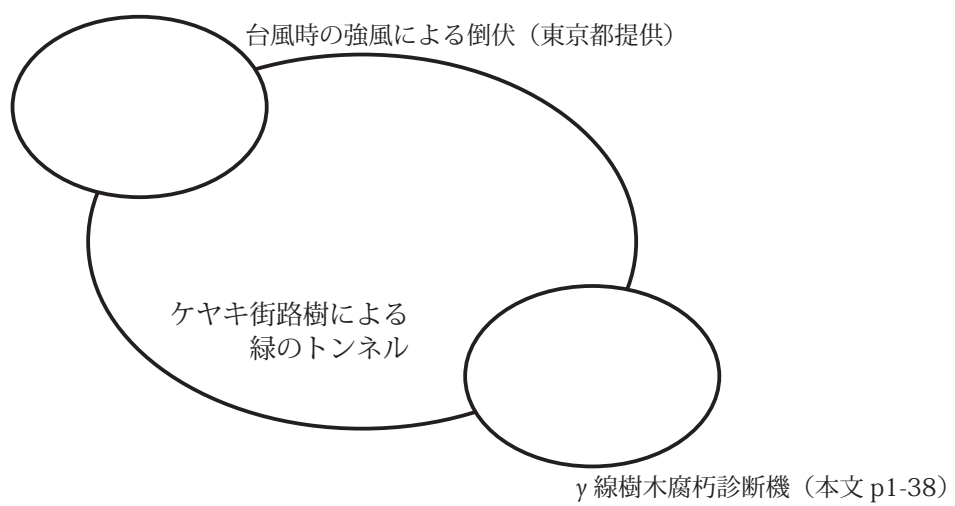 台風時の強風による倒伏（東京都提供）
ケヤキ街路樹による
緑のトンネル
γ線樹木腐朽診断機（本文 p1-38）